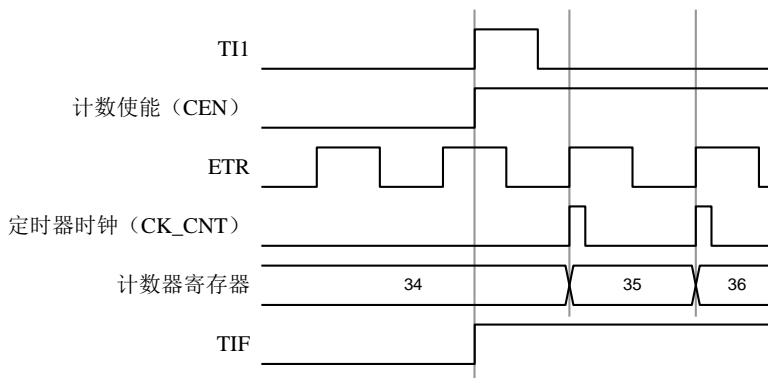 TI1
计数使能（CEN）
ETR
定时器时钟（CK_CNT）
计数器寄存器 34 35 36
TIF